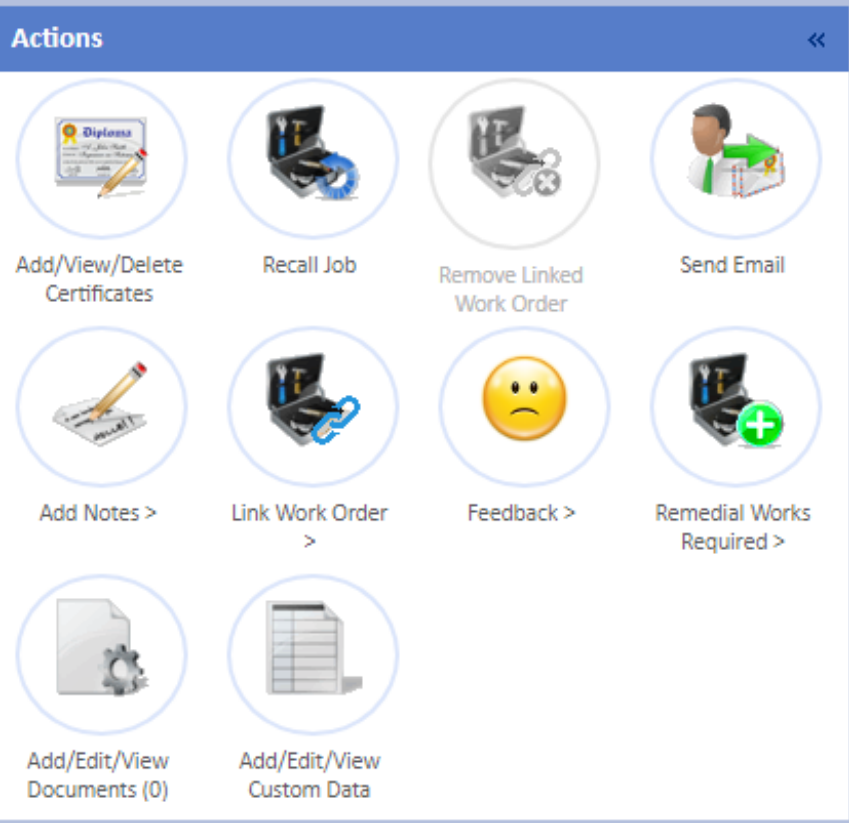 Actions
«
Diploma
Add/View/Delete
Certificates
Recall Job
Remove Linked
Work Order
Send Email
Add Notes >
Link Work Order
>
Feedback >
Remedial Works
Required >
Add/Edit/View
Documents (0)
Add/Edit/View
Custom Data